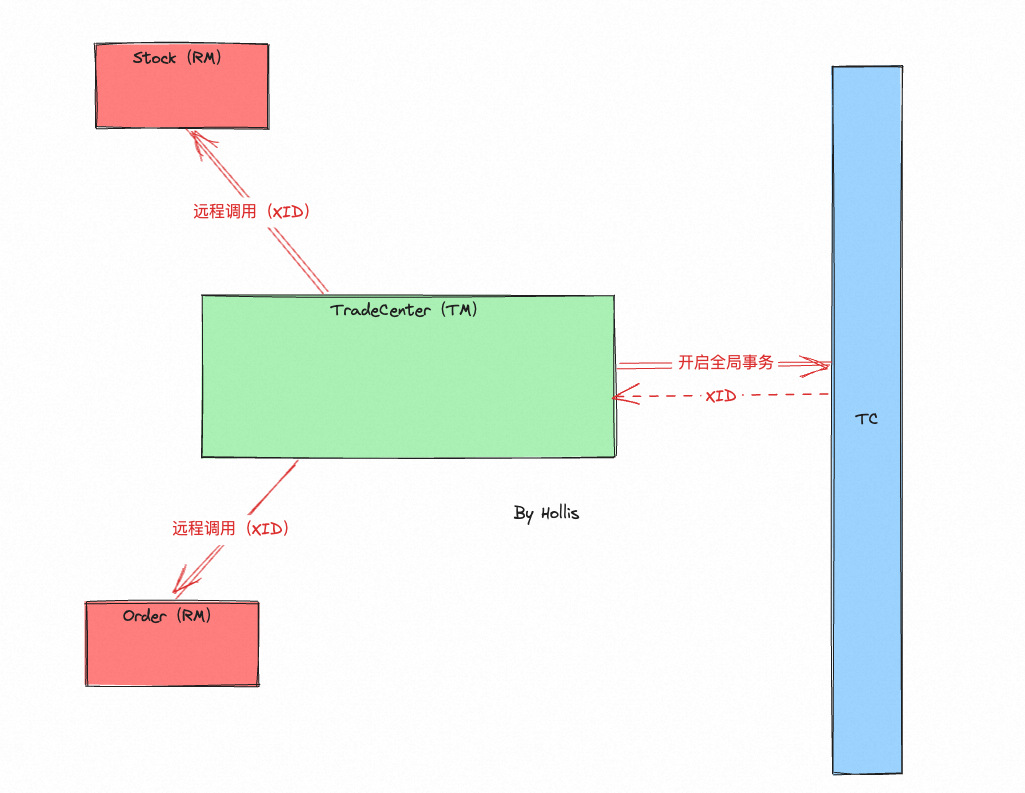 Stock (RM)
远程调用（XID）
TradeCenter (TM)
开启全局事务
XID
TC
By Hollis
远程调用（XID）
Order (RM)